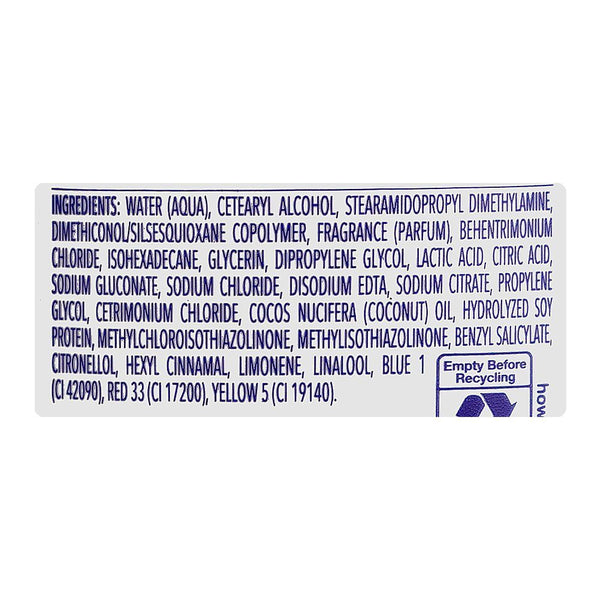 INGREDIENTS: WATER (AQUA), CETEARYL ALCOHOL, STEARAMIDOPROPYL DIMETHYLAMINE,
DIMETHICONOL/SILSESQUIOXANE COPOLYMER, FRAGRANCE (PARFUM), BEHENTRIMONIUM
CHLORIDE, ISOHEXADECANE, GLYCERIN, DIPROPYLENE GLYCOL, LACTIC ACID, CITRIC ACID,
SODIUM GLUCONATE, SODIUM CHLORIDE, DISODIUM EDTA, SODIUM CITRATE, PROPYLENE
GLYCOL, CETRIMONIUM CHLORIDE, COCOS NUCIFERA (COCONUT) OIL, HYDROLYZED SOY
PROTEIN, METHYLCHLOROISOTHIAZOLINONE, METHYLISOTHIAZOLINONE, BENZYL SALICYLATE,
CITRONELLOL, HEXYL CINNAMAL, LIMONENE, LINALOOL, BLUE 1
(CI 42090), RED 33 (CI 17200), YELLOW 5 (CI 19140).
Empty Before
Recycling
how